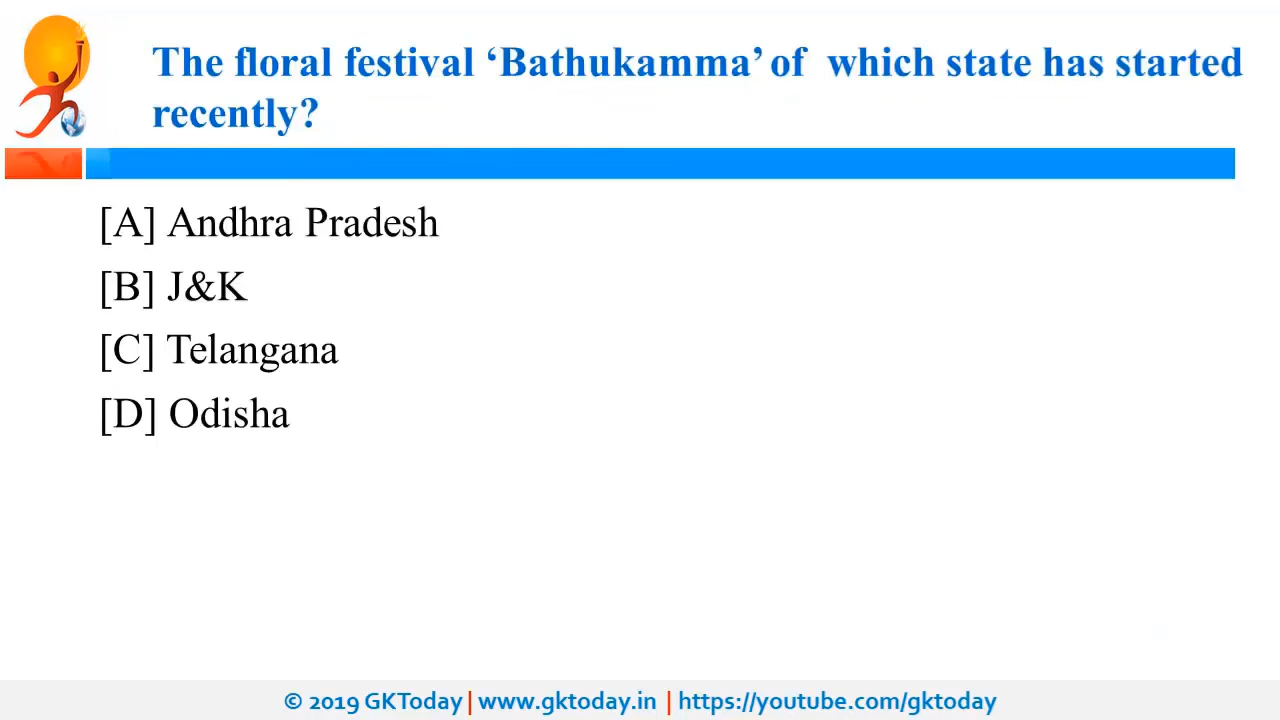 The floral festival ‘Bathukamma’ of  which state has started
recently?
[A] Andhra Pradesh
[B] J&K
[C] Telangana
[D] Odisha
© 2019 GKToday | www.gktoday.in | https://youtube.com/gktoday